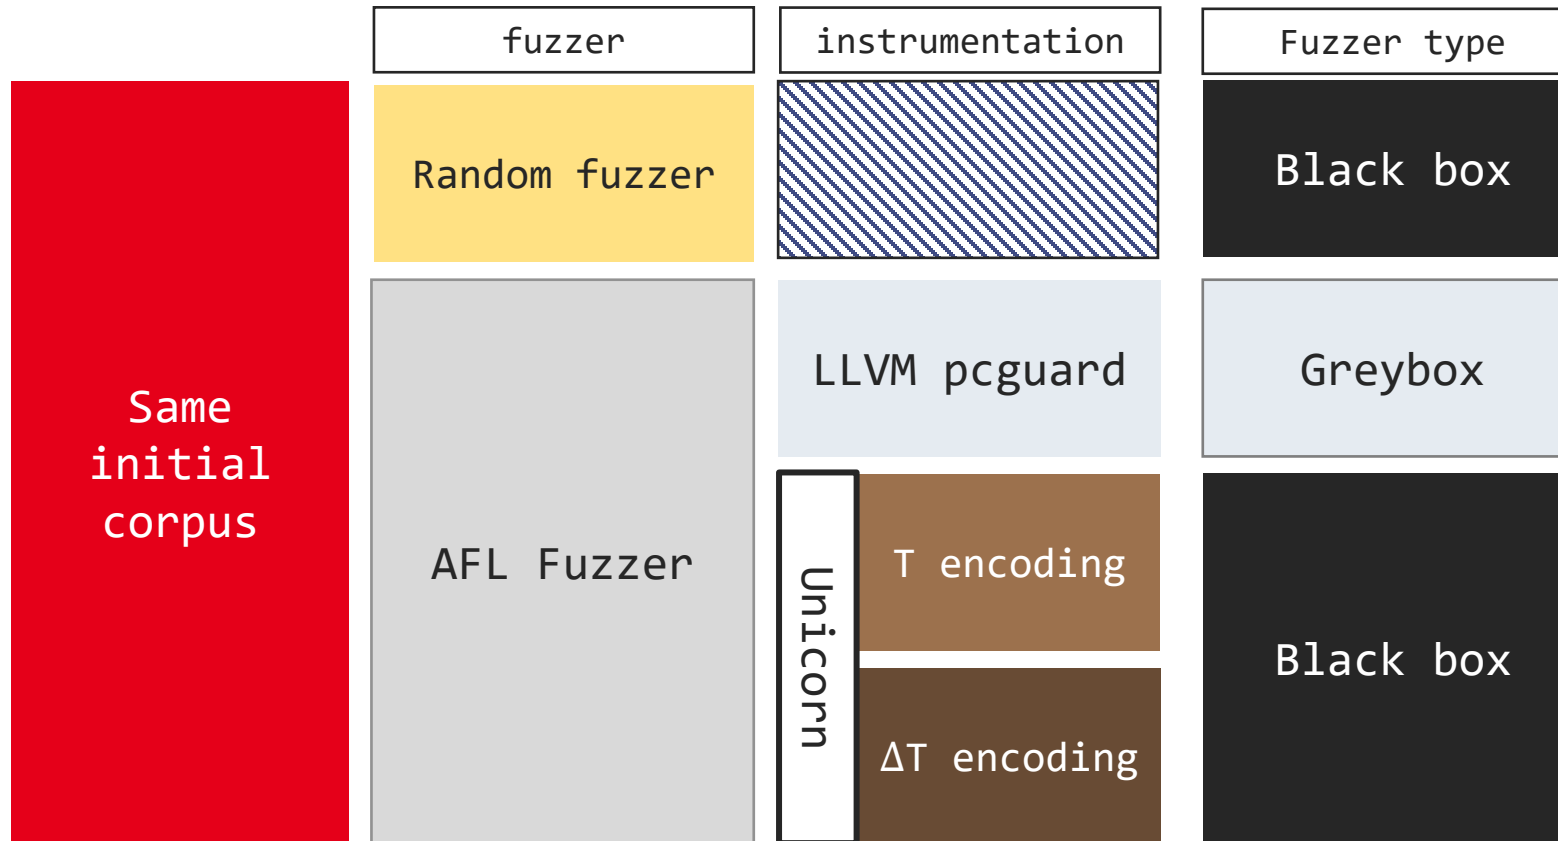 fuzzer
instrumentation
Fuzzer type
Same
initial
corpus
Random fuzzer
Black box
AFL Fuzzer
LLVM pcguard
Greybox
Unicorn
T encoding
ΔT encoding
Black box